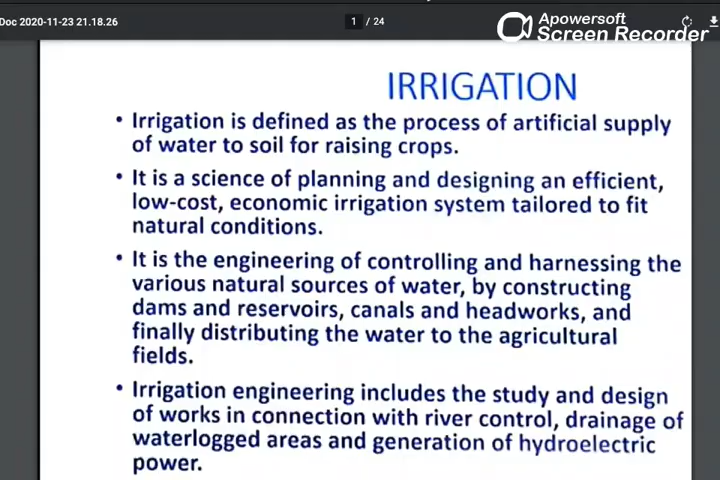 Doc 2020-11-23 21.18.26
1 / 24
Apowersoft
Screen Recorder
IRRIGATION
• Irrigation is defined as the process of artificial supply
of water to soil for raising crops.
• It is a science of planning and designing an efficient,
low-cost, economic irrigation system tailored to fit
natural conditions.
• It is the engineering of controlling and harnessing the
various natural sources of water, by constructing
dams and reservoirs, canals and headworks, and
finally distributing the water to the agricultural
fields.
• Irrigation engineering includes the study and design
of works in connection with river control, drainage of
waterlogged areas and generation of hydroelectric
power.